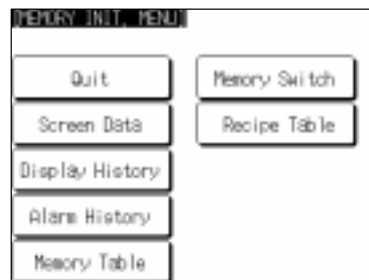 [MEMORY INIT. MENU]
Quit
Memory Switch
Screen Data
Recipe Table
Display History
Alarm History
Memory Table